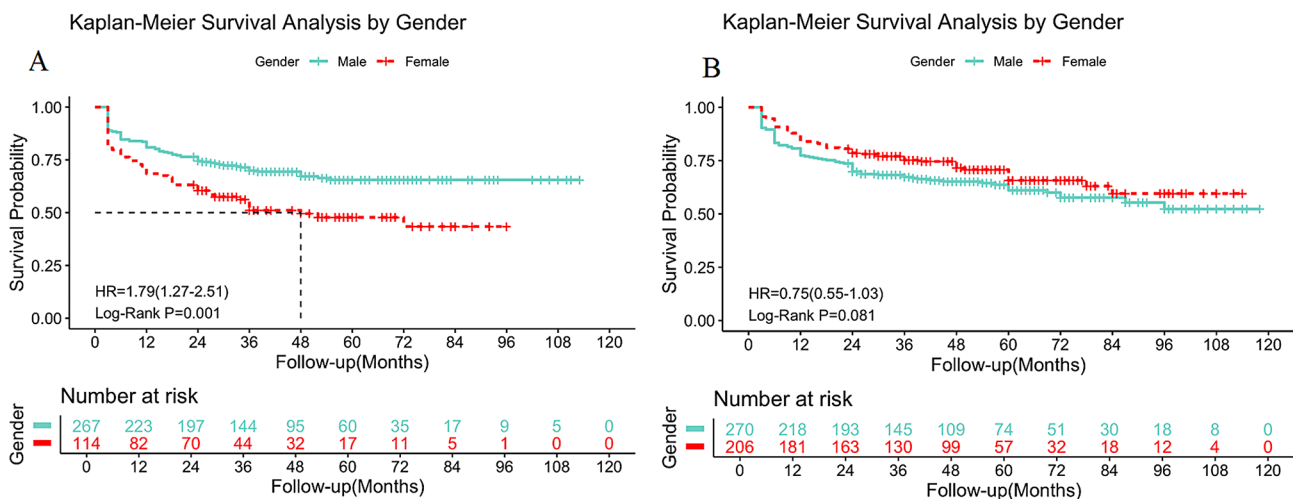 Kaplan-Meier Survival Analysis by Gender
A
Gender Male Female
Survival Probability
1.00
0.75
0.50
0.25
0.00
HR=1.79(1.27-2.51)
Log-Rank P=0.001
0 12 24 36 48 60 72 84 96 108 120
Follow-up(Months)
Number at risk
Gender
267 223 197 144 95 60 35 17 9 5 0
114 82 70 44 32 17 11 5 1 0 0
0 12 24 36 48 60 72 84 96 108 120
Follow-up(Months)
Kaplan-Meier Survival Analysis by Gender
B
Gender Male Female
Survival Probability
1.00
0.75
0.50
0.25
0.00
HR=0.75(0.55-1.03)
Log-Rank P=0.081
0 12 24 36 48 60 72 84 96 108 120
Follow-up(Months)
Number at risk
Gender
270 218 193 145 109 74 51 30 18 8 0
206 181 163 130 99 57 32 18 12 4 0
0 12 24 36 48 60 72 84 96 108 120
Follow-up(Months)